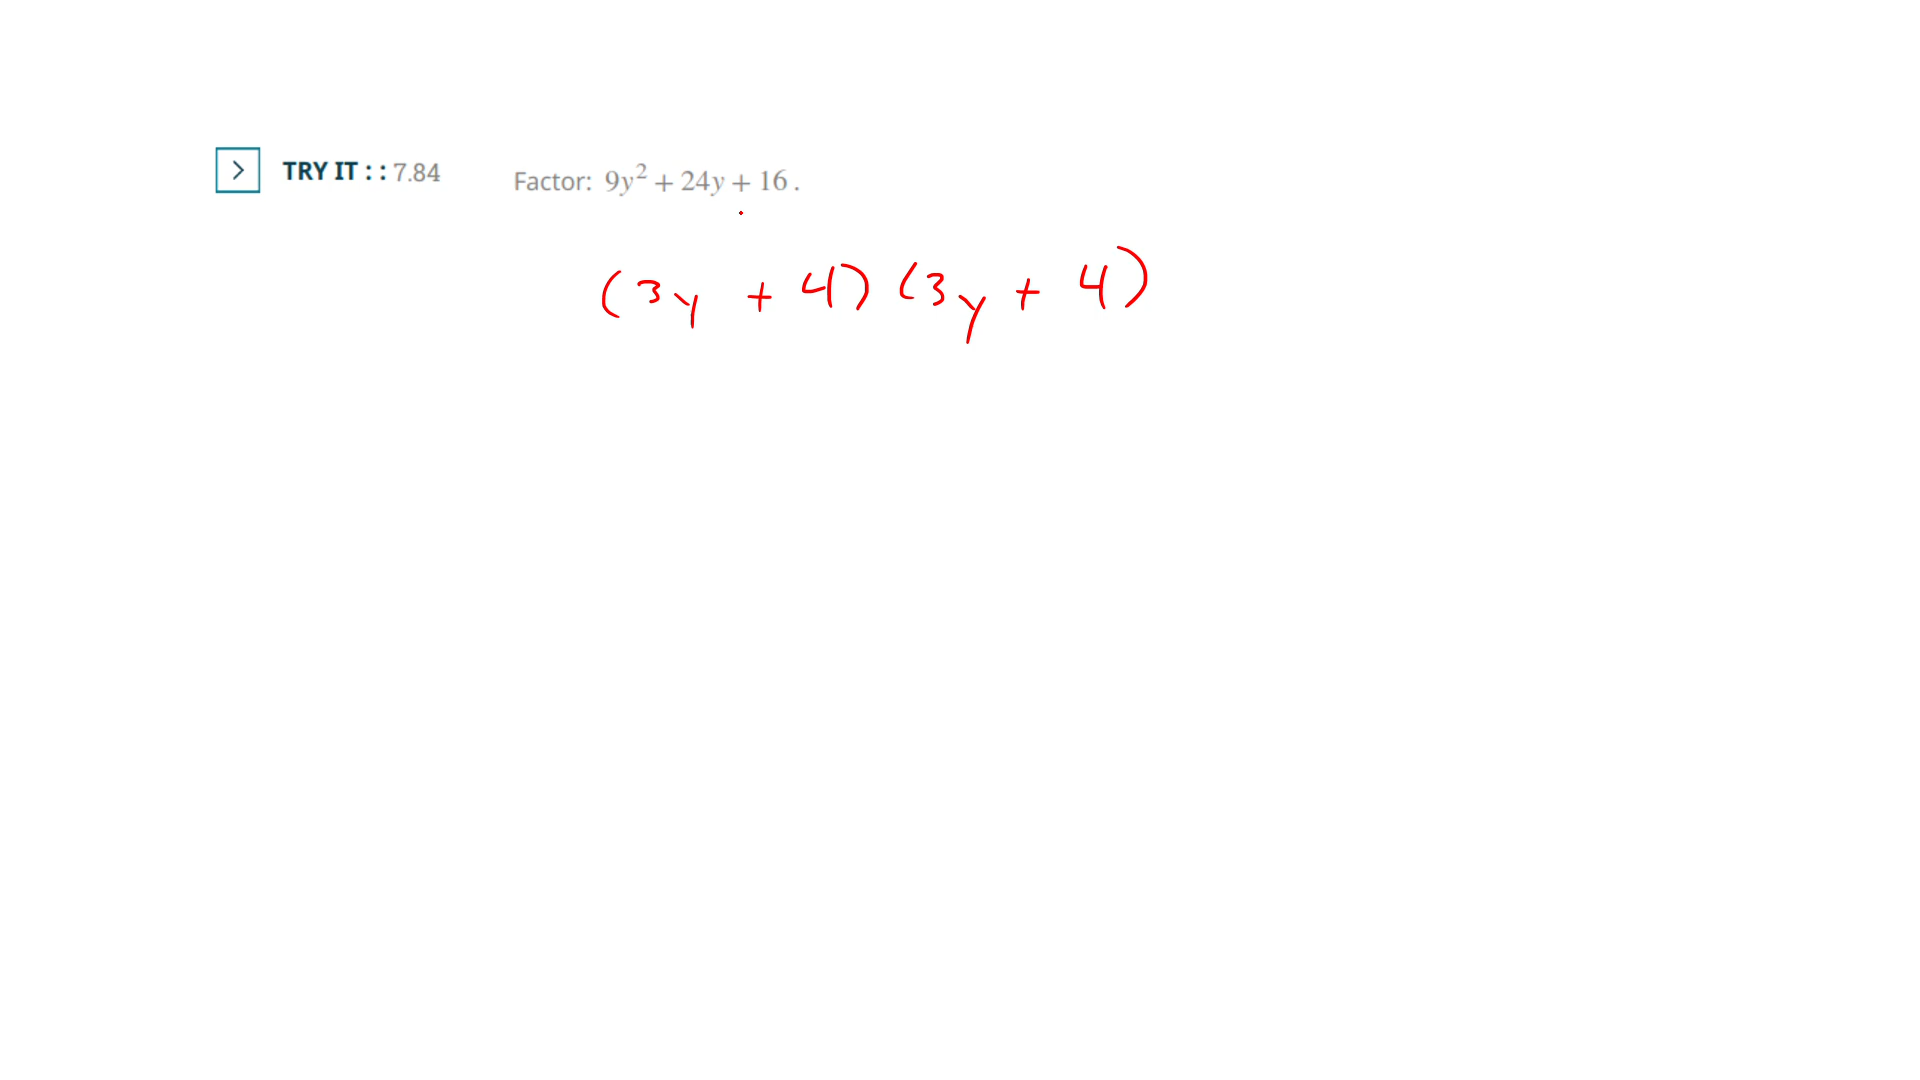 > TRY IT : : 7.84 Factor: 9y² + 24y + 16 .
(3y + 4)(3y + 4)